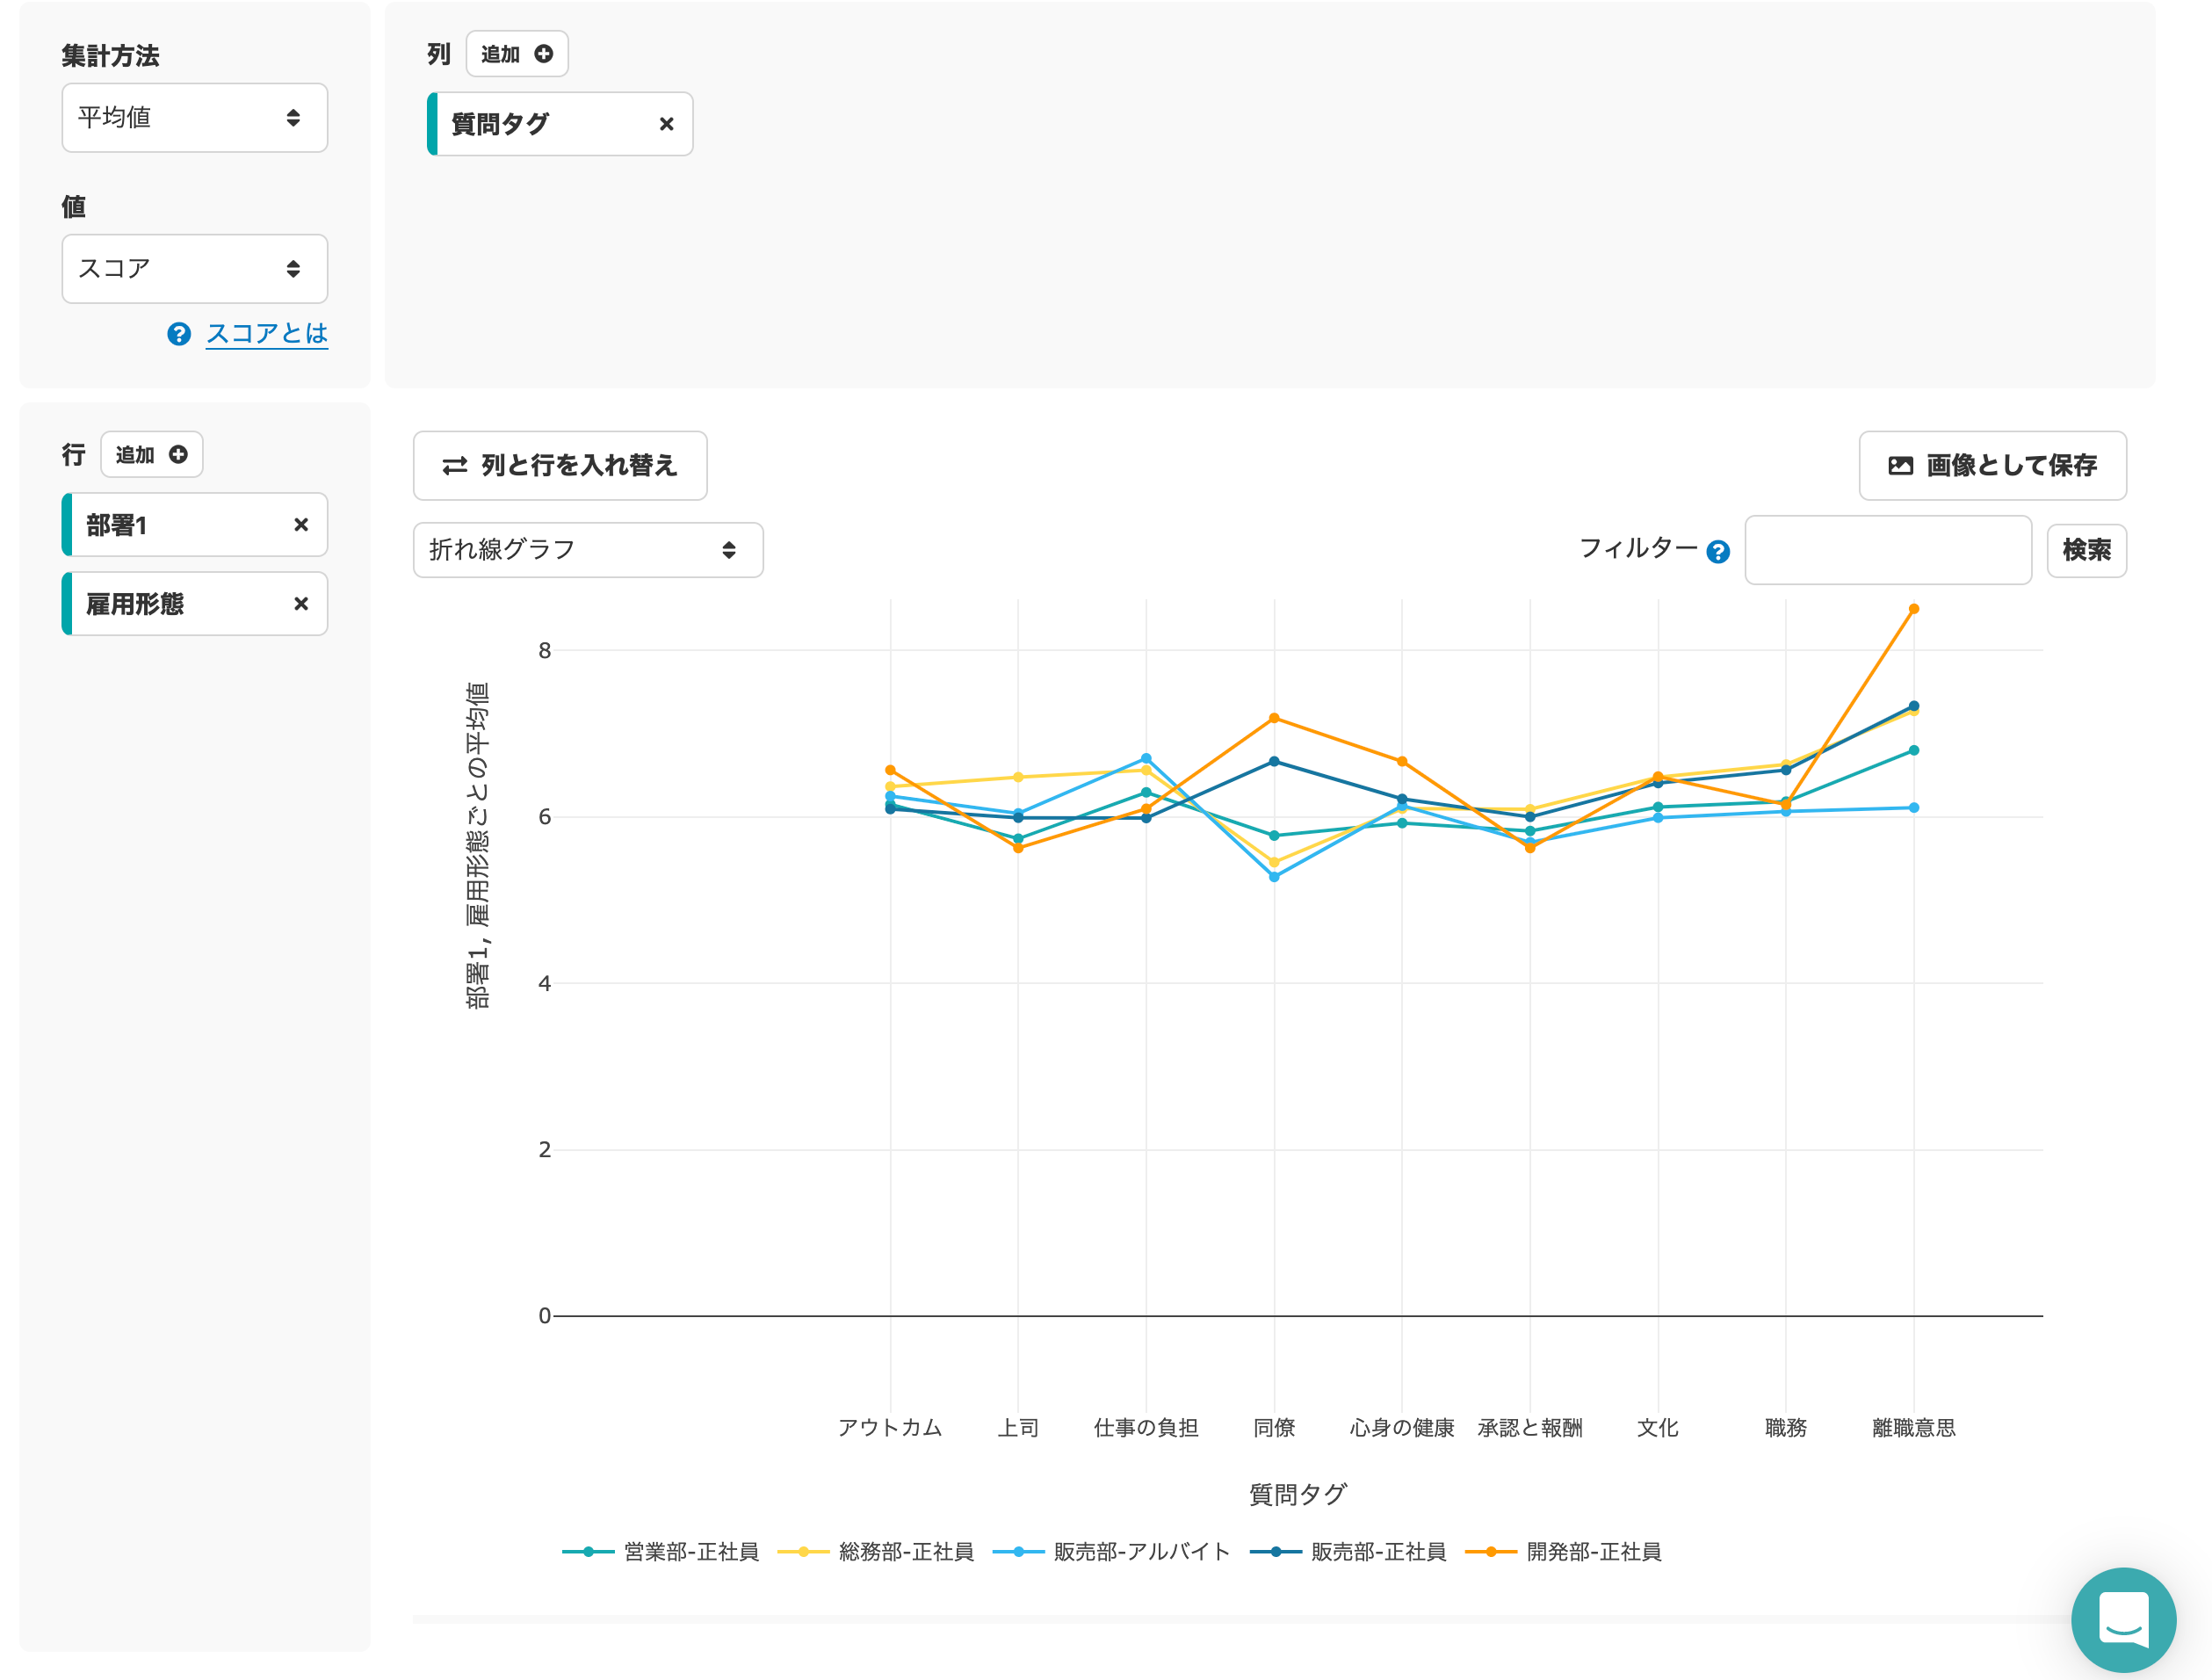 集計方法
平均値
値
スコア
スコアとは
列 追加
質問タグ
行 追加
部署1
雇用形態
列と行を入れ替え
画像として保存
折れ線グラフ
フィルター
検索
部署1, 雇用形態ごとの平均値
8
6
4
2
0
アウトカム 上司 仕事の負担 同僚 心身の健康 承認と報酬 文化 職務 離職意思
質問タグ
営業部-正社員 総務部-正社員 販売部-アルバイト 販売部-正社員 開発部-正社員